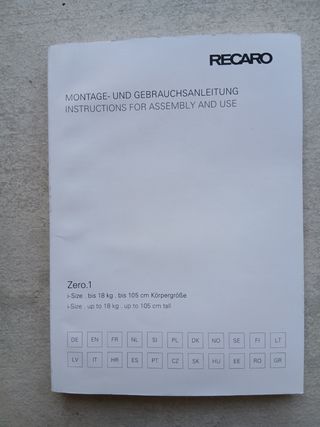 RECARO
MONTAGE- UND GEBRAUCHSANLEITUNG
INSTRUCTIONS FOR ASSEMBLY AND USE
Zero.1
>Size : bis 18 kg . bis 105 cm Körpergröße
>Size : up to 18 kg . up to 105 cm tall
DE EN FR NL SI PL DK NO SE FI LT
LV IT HR ES PT CZ SK HU EE RO GR